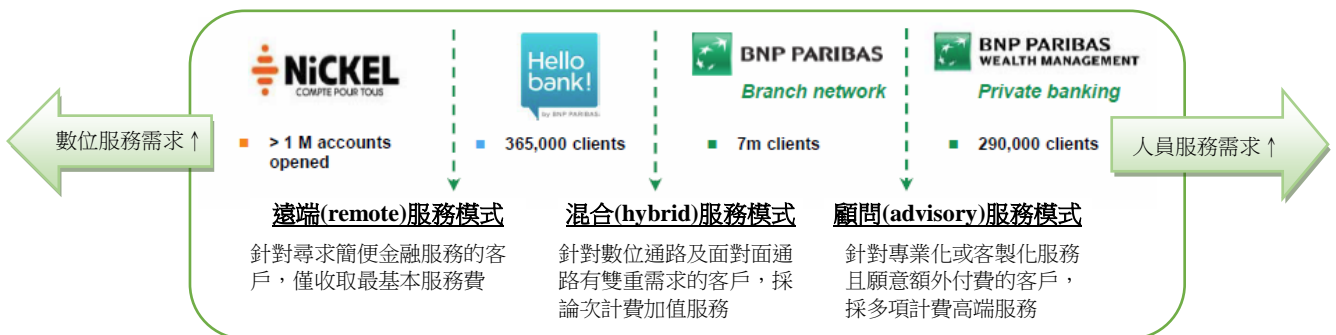 數位服務需求↑
NiCKEL
COMPTE POUR TOUS
> 1 M accounts
opened
Hello
bank!
by BNP PARIBAS
365,000 clients
BNP PARIBAS
Branch network
7m clients
BNP PARIBAS
WEALTH MANAGEMENT
Private banking
290,000 clients
人員服務需求↑
遠端(remote)服務模式
針對尋求簡便金融服務的客
戶，僅收取最基本服務費
混合(hybrid)服務模式
針對數位通路及面對面通
路有雙重需求的客戶，採
論次計費加值服務
顧問(advisory)服務模式
針對專業化或客製化服務
且願意額外付費的客戶，
採多項計費高端服務